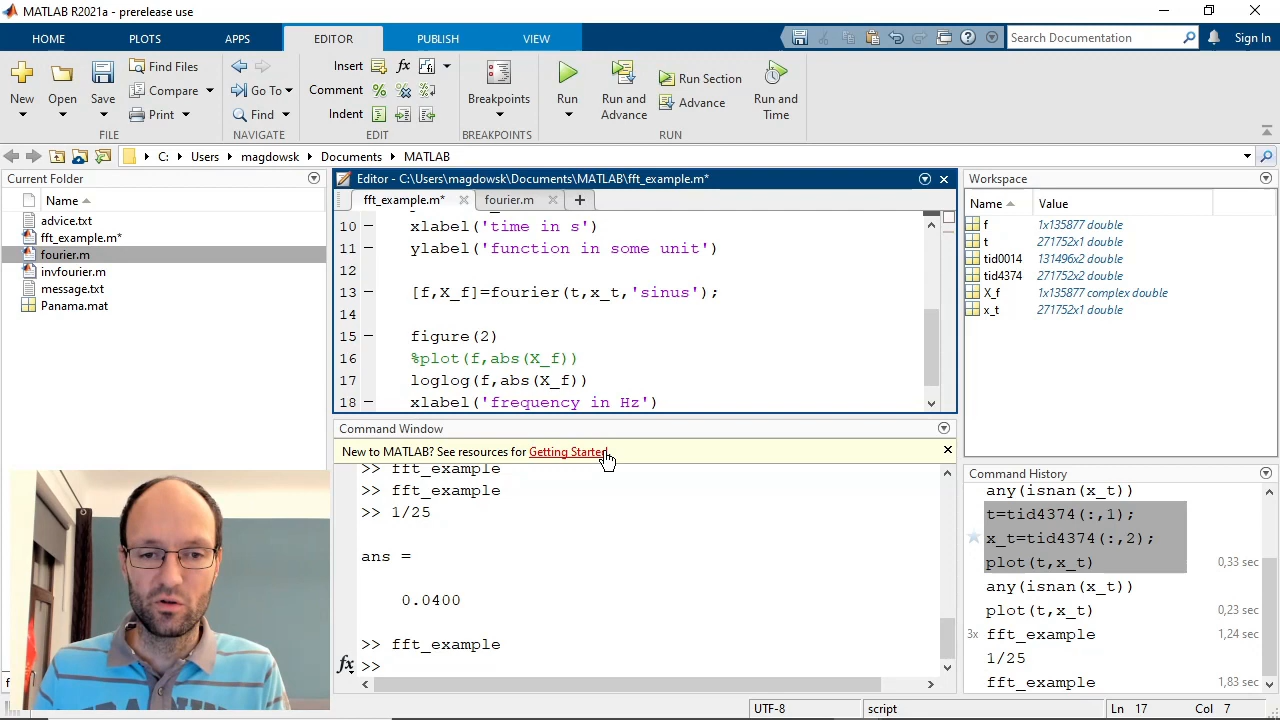 MATLAB R2021a - prerelease use
HOME PLOTS APPS EDITOR PUBLISH VIEW
Search Documentation Sign In
New Open Save
Find Files
Compare
Print
FILE
Go To
Find
NAVIGATE
Insert fx
Comment %
Indent
EDIT
Breakpoints
BREAKPOINTS
Run
Run and Advance
Run Section
Advance
Run and Time
RUN
C: Users magdowsk Documents MATLAB
Current Folder
Name
advice.txt
fft_example.m*
fourier.m
invfourier.m
message.txt
Panama.mat
Editor - C:\Users\magdowsk\Documents\MATLAB\fft_example.m*
fft_example.m* fourier.m
10 xlabel('time in s')
11 ylabel('function in some unit')
12
13 [f,X_f]=fourier(t,x_t,'sinus');
14
15 figure(2)
16 %plot(f,abs(X_f))
17 loglog(f,abs(X_f))
18 xlabel('frequency in Hz')
Command Window
New to MATLAB? See resources for Getting Started
>> fft_example
>> fft_example
>> 1/25
ans =
0.0400
>> fft_example
fx >>
Workspace
Name Value
f 1x135877 double
t 271752x1 double
tid0014 131496x2 double
tid4374 271752x2 double
X_f 1x135877 complex double
x_t 271752x1 double
Command History
any(isnan(x_t))
t=tid4374(:,1);
x_t=tid4374(:,2);
plot(t,x_t) 0,33 sec
any(isnan(x_t))
plot(t,x_t) 0,23 sec
3x fft_example 1,24 sec
1/25
fft_example 1,83 sec
UTF-8 script Ln 17 Col 7